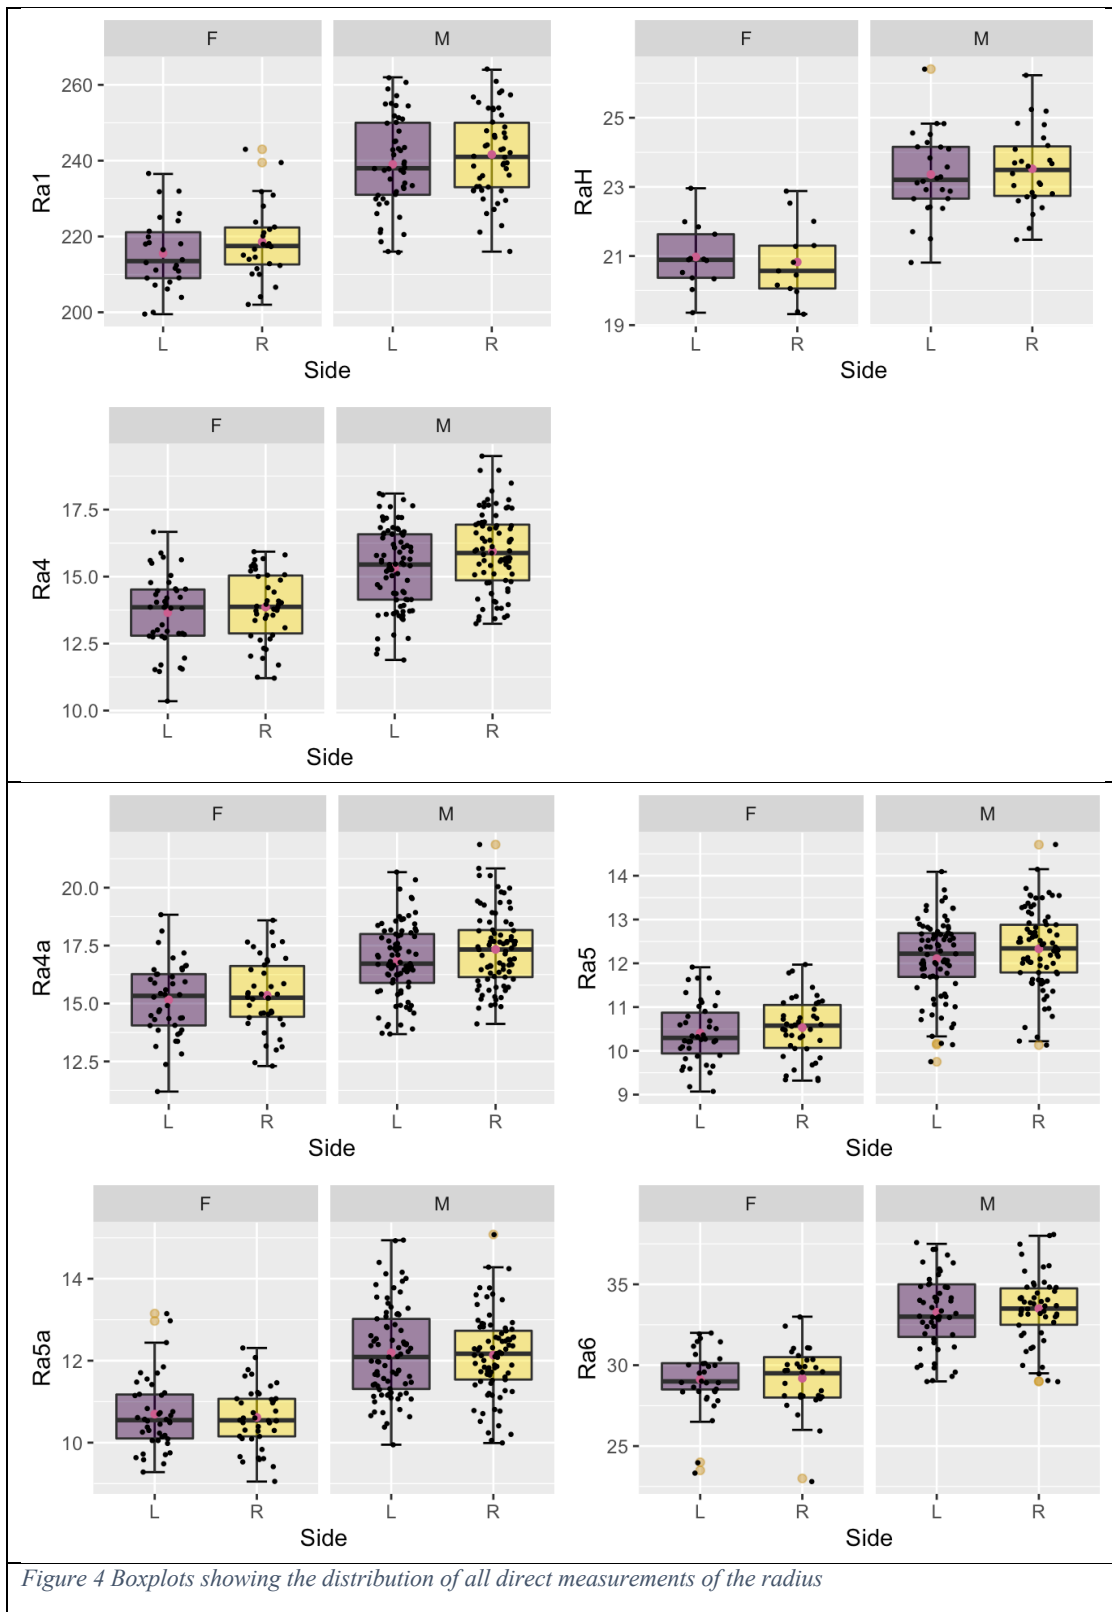 F M
Ra1
260
240
220
200
L R L R
Side
F M
RaH
25
23
21
19
L R L R
Side
F M
Ra4
17.5
15.0
12.5
10.0
L R L R
Side
F M
Ra4a
20.0
17.5
15.0
12.5
L R L R
Side
F M
Ra5
14
13
12
11
10
9
L R L R
Side
F M
Ra5a
14
12
10
L R L R
Side
F M
Ra6
35
30
25
L R L R
Side
Figure 4 Boxplots showing the distribution of all direct measurements of the radius